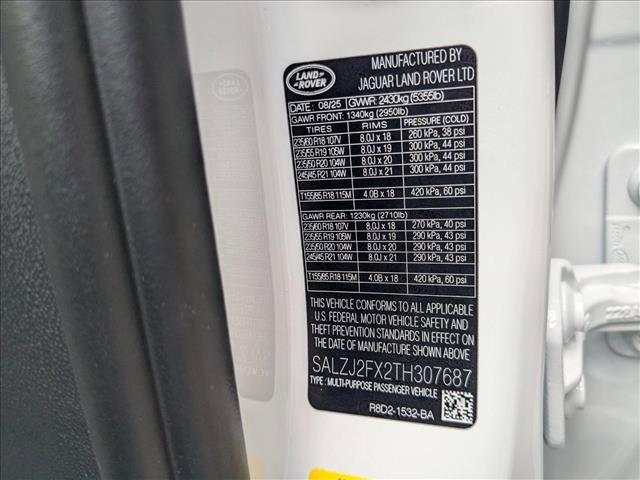 LAND ROVER
MANUFACTURED BY
JAGUAR LAND ROVER LTD
DATE: 08/25 GVWR: 2430kg (5355lb)
GAWR FRONT: 1340kg (2950lb)
TIRES RIMS PRESSURE (COLD)
235/60 R18 107V 8.0J x 18 260 kPa, 38 psi
235/55 R19 105W 8.0J x 19 300 kPa, 44 psi
235/50 R20 104W 8.0J x 20 300 kPa, 44 psi
245/45 R21 104W 8.0J x 21 300 kPa, 44 psi
T155/85 R18 115M 4.0B x 18 420 kPa, 60 psi
GAWR REAR: 1230kg (2710lb)
235/60 R18 107V 8.0J x 18 270 kPa, 40 psi
235/55 R19 105W 8.0J x 19 290 kPa, 43 psi
235/50 R20 104W 8.0J x 20 290 kPa, 43 psi
245/45 R21 104W 8.0J x 21 290 kPa, 43 psi
T155/85 R18 115M 4.0B x 18 420 kPa, 60 psi
THIS VEHICLE CONFORMS TO ALL APPLICABLE
U.S. FEDERAL MOTOR VEHICLE SAFETY AND
THEFT PREVENTION STANDARDS IN EFFECT ON
THE DATE OF MANUFACTURE SHOWN ABOVE
SALZJ2FX2TH307687
TYPE: MULTI-PURPOSE PASSENGER VEHICLE
R8D2-1532-BA